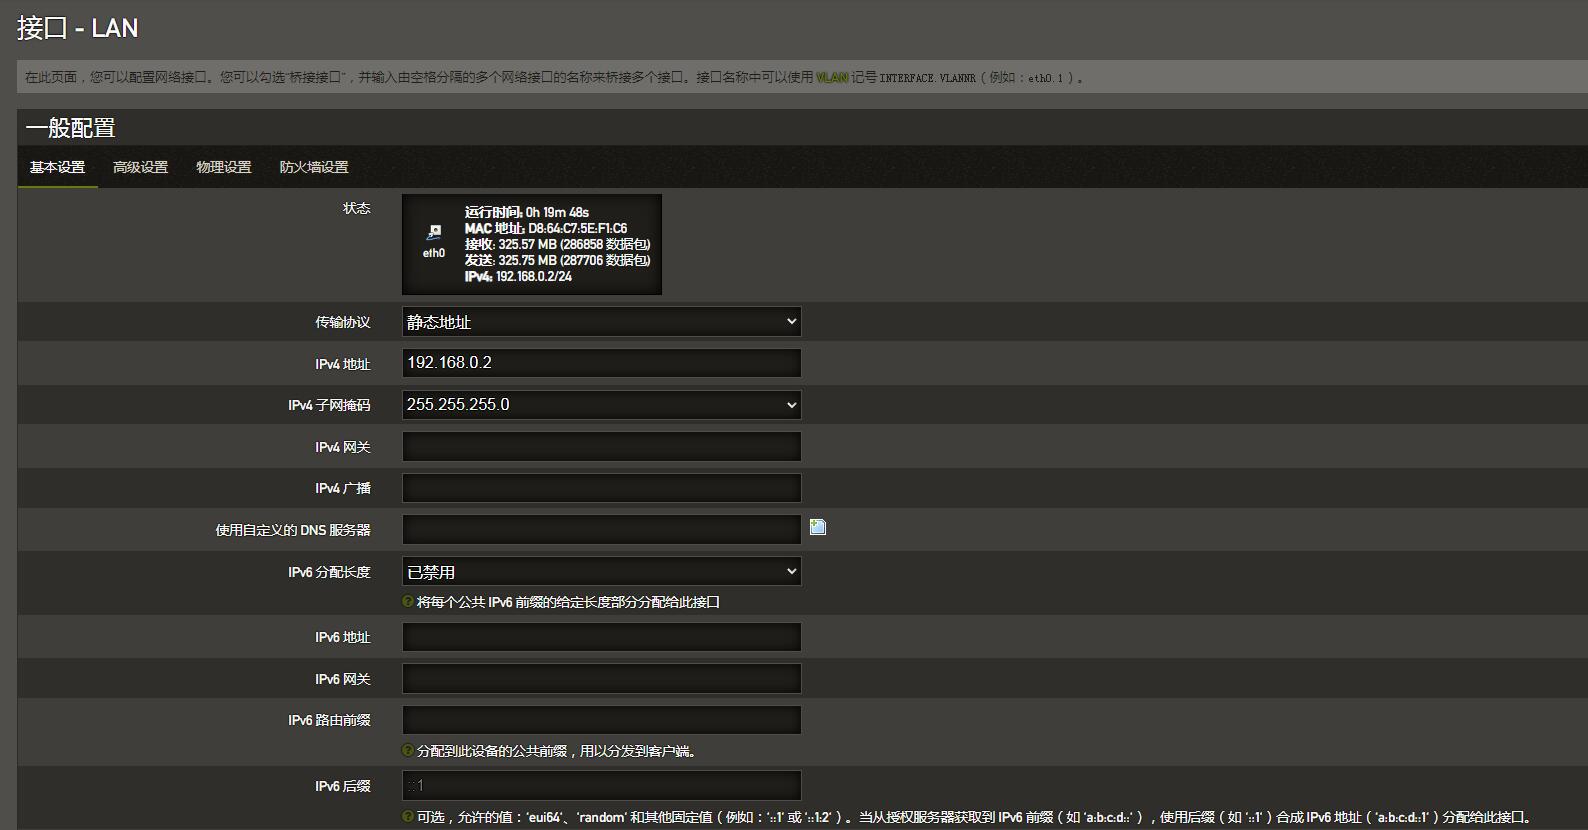 接口 - LAN
在此页面，您可以配置网络接口。您可以勾选“桥接接口”，并输入由空格分隔的多个网络接口的名称来桥接多个接口。接口名称中可以使用 VLAN 记号 INTERFACE.VLANNR（例如：eth0.1）。
一般配置
基本设置 高级设置 物理设置 防火墙设置
状态
eth0
运行时间: 0h 19m 48s
MAC 地址: D8:64:C7:5E:F1:C6
接收: 325.57 MB (286858 数据包)
发送: 325.75 MB (287706 数据包)
IPv4: 192.168.0.2/24
传输协议 静态地址
IPv4 地址 192.168.0.2
IPv4 子网掩码 255.255.255.0
IPv4 网关
IPv4 广播
使用自定义的 DNS 服务器
IPv6 分配长度 已禁用
将每个公共 IPv6 前缀的给定长度部分分配给此接口
IPv6 地址
IPv6 网关
IPv6 路由前缀
分配到此设备的公共前缀，用以分发到客户端。
IPv6 后缀 ::1
可选，允许的值：'eui64'、'random' 和其他固定值（例如：'::1' 或 '::1:2'）。当从授权服务器获取到 IPv6 前缀（如 'a:b:c:d::'），使用后缀（如 '::1'）合成 IPv6 地址（'a:b:c:d::1'）分配给此接口。